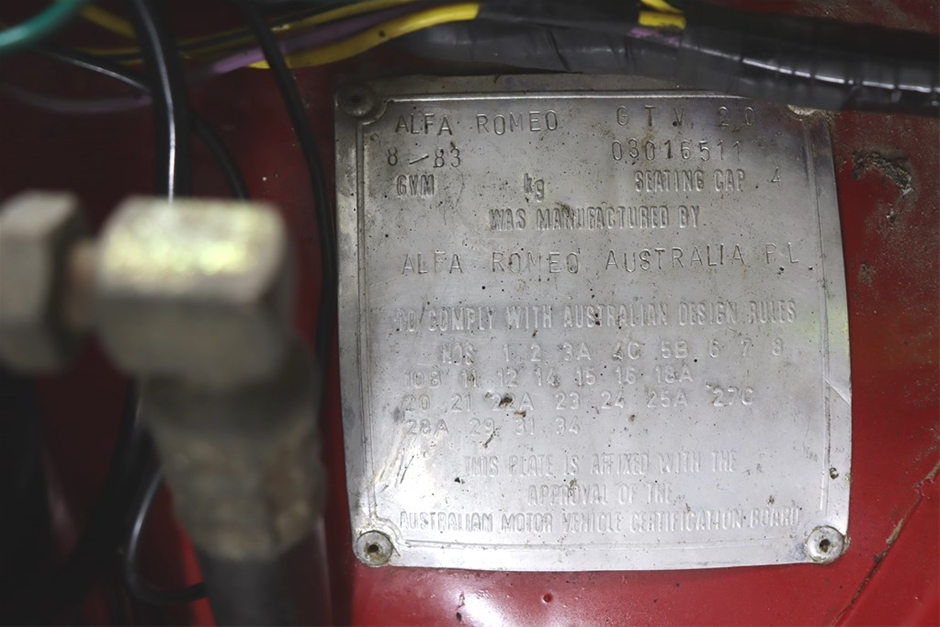 ALFA ROMEO G T V. 2.0
8-83 03016511
GVM kg SEATING CAP 4
WAS MANUFACTURED BY
ALFA ROMEO AUSTRALIA P.L
TO COMPLY WITH AUSTRALIAN DESIGN RULES
NOS 1 2 3A 4C 5B 6 7 8
10B 11 12 14 15 16 18A
20 21 22A 23 24 25A 27C
28A 29 31 34
THIS PLATE IS AFFIXED WITH THE
APPROVAL OF THE
AUSTRALIAN MOTOR VEHICLE CERTIFICATION BOARD